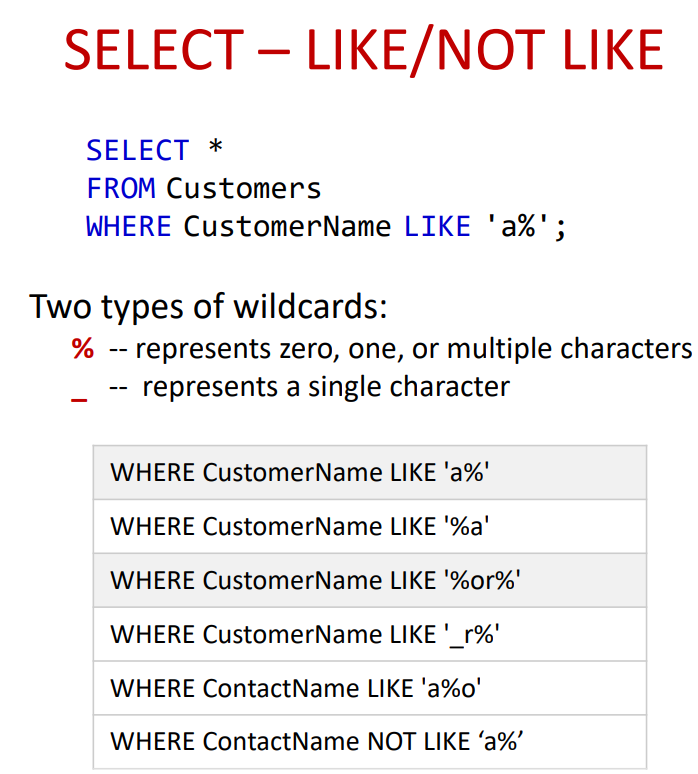 SELECT – LIKE/NOT LIKE
SELECT *
FROM Customers
WHERE CustomerName LIKE 'a%';
Two types of wildcards:
% -- represents zero, one, or multiple characters
_ -- represents a single character
WHERE CustomerName LIKE 'a%'
WHERE CustomerName LIKE '%a'
WHERE CustomerName LIKE '%or%'
WHERE CustomerName LIKE '_r%'
WHERE ContactName LIKE 'a%o'
WHERE ContactName NOT LIKE ‘a%’